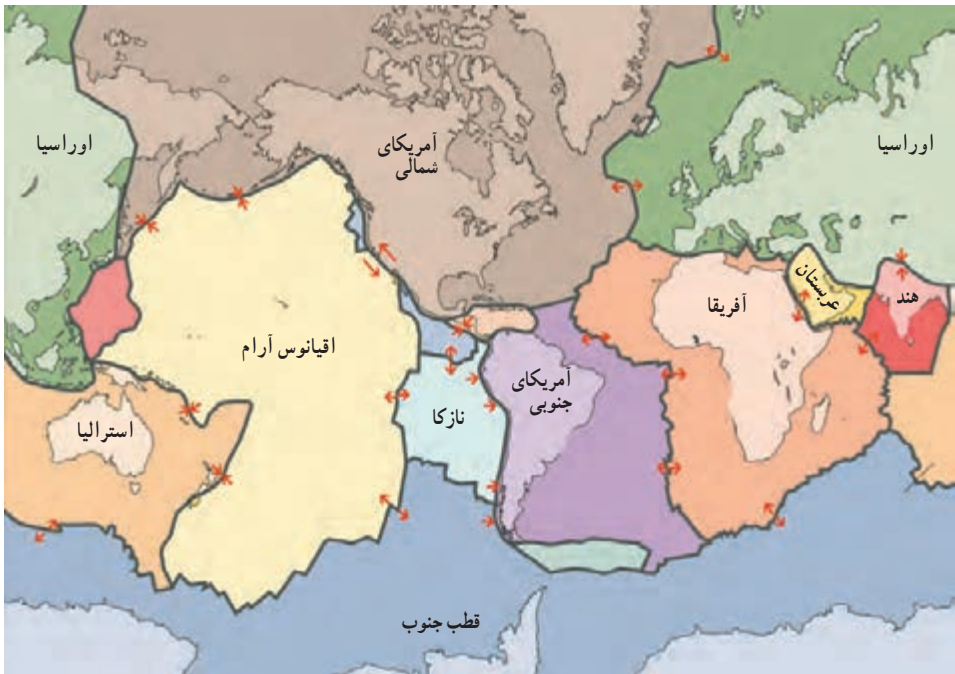 اوراسیا
آمریکای
شمالی
اوراسیا
عربستان
هند
آفریقا
اقیانوس آرام
آمریکای
جنوبی
نازکا
استرالیا
قطب جنوب